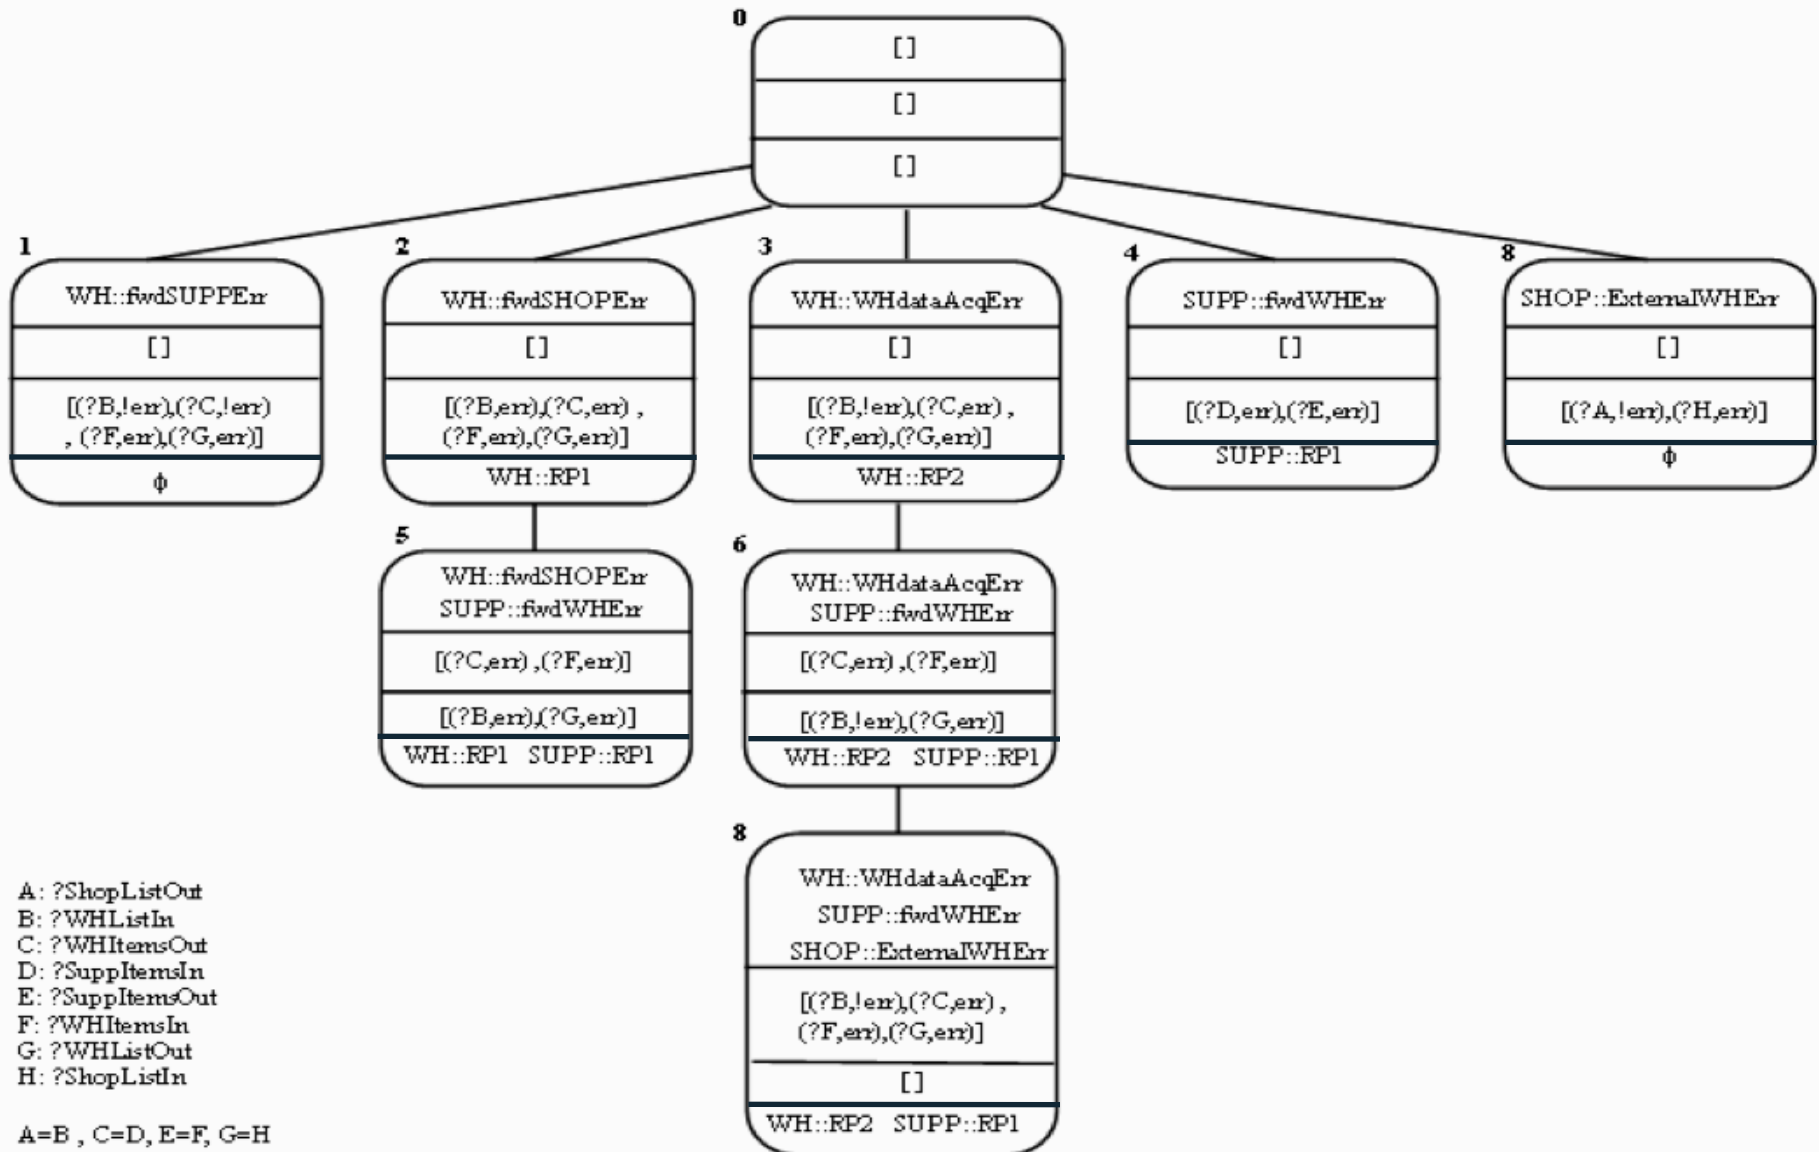 0
[]
[]
[]
1
WH::fwdSUPPErr
[]
[(?B,!err),(?C,!err)
, (?F,err),(?G,err)]
ϕ
2
WH::fwdSHOPErr
[]
[(?B,err),(?C,err) ,
(?F,err),(?G,err)]
WH::RP1
3
WH::WHdataAcqErr
[]
[(?B,!err),(?C,err) ,
(?F,err),(?G,err)]
WH::RP2
4
SUPP::fwdWHErr
[]
[(?D,err),(?E,err)]
SUPP::RP1
8
SHOP::ExternalWHErr
[]
[(?A,!err),(?H,err)]
ϕ
5
WH::fwdSHOPErr
SUPP::fwdWHErr
[(?C,err) ,(?F,err)]
[(?B,err),(?G,err)]
WH::RP1 SUPP::RP1
6
WH::WHdataAcqErr
SUPP::fwdWHErr
[(?C,err) ,(?F,err)]
[(?B,!err),(?G,err)]
WH::RP2 SUPP::RP1
8
WH::WHdataAcqErr
SUPP::fwdWHErr
SHOP::ExternalWHErr
[(?B,!err),(?C,err) ,
(?F,err),(?G,err)]
[]
WH::RP2 SUPP::RP1
A: ?ShopListOut
B: ?WHListIn
C: ?WHItemsOut
D: ?SuppItemsIn
E: ?SuppItemsOut
F: ?WHItemsIn
G: ?WHListOut
H: ?ShopListIn
A=B , C=D, E=F, G=H